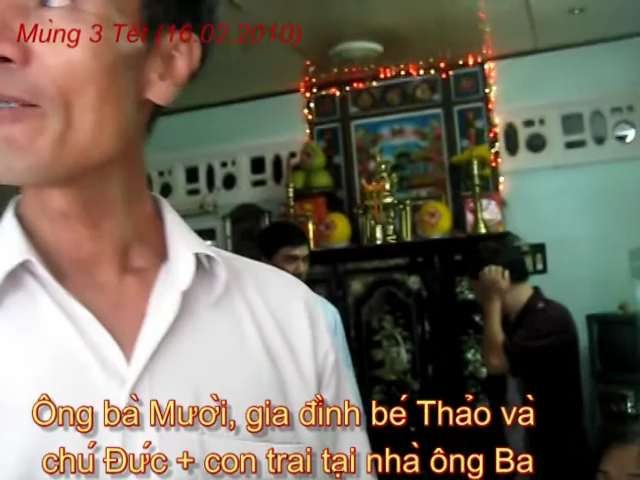 Mùng 3 Tết (16.02.2010)
Ông bà Mười, gia đình bé Thảo và
chú Đức + con trai tại nhà ông Ba